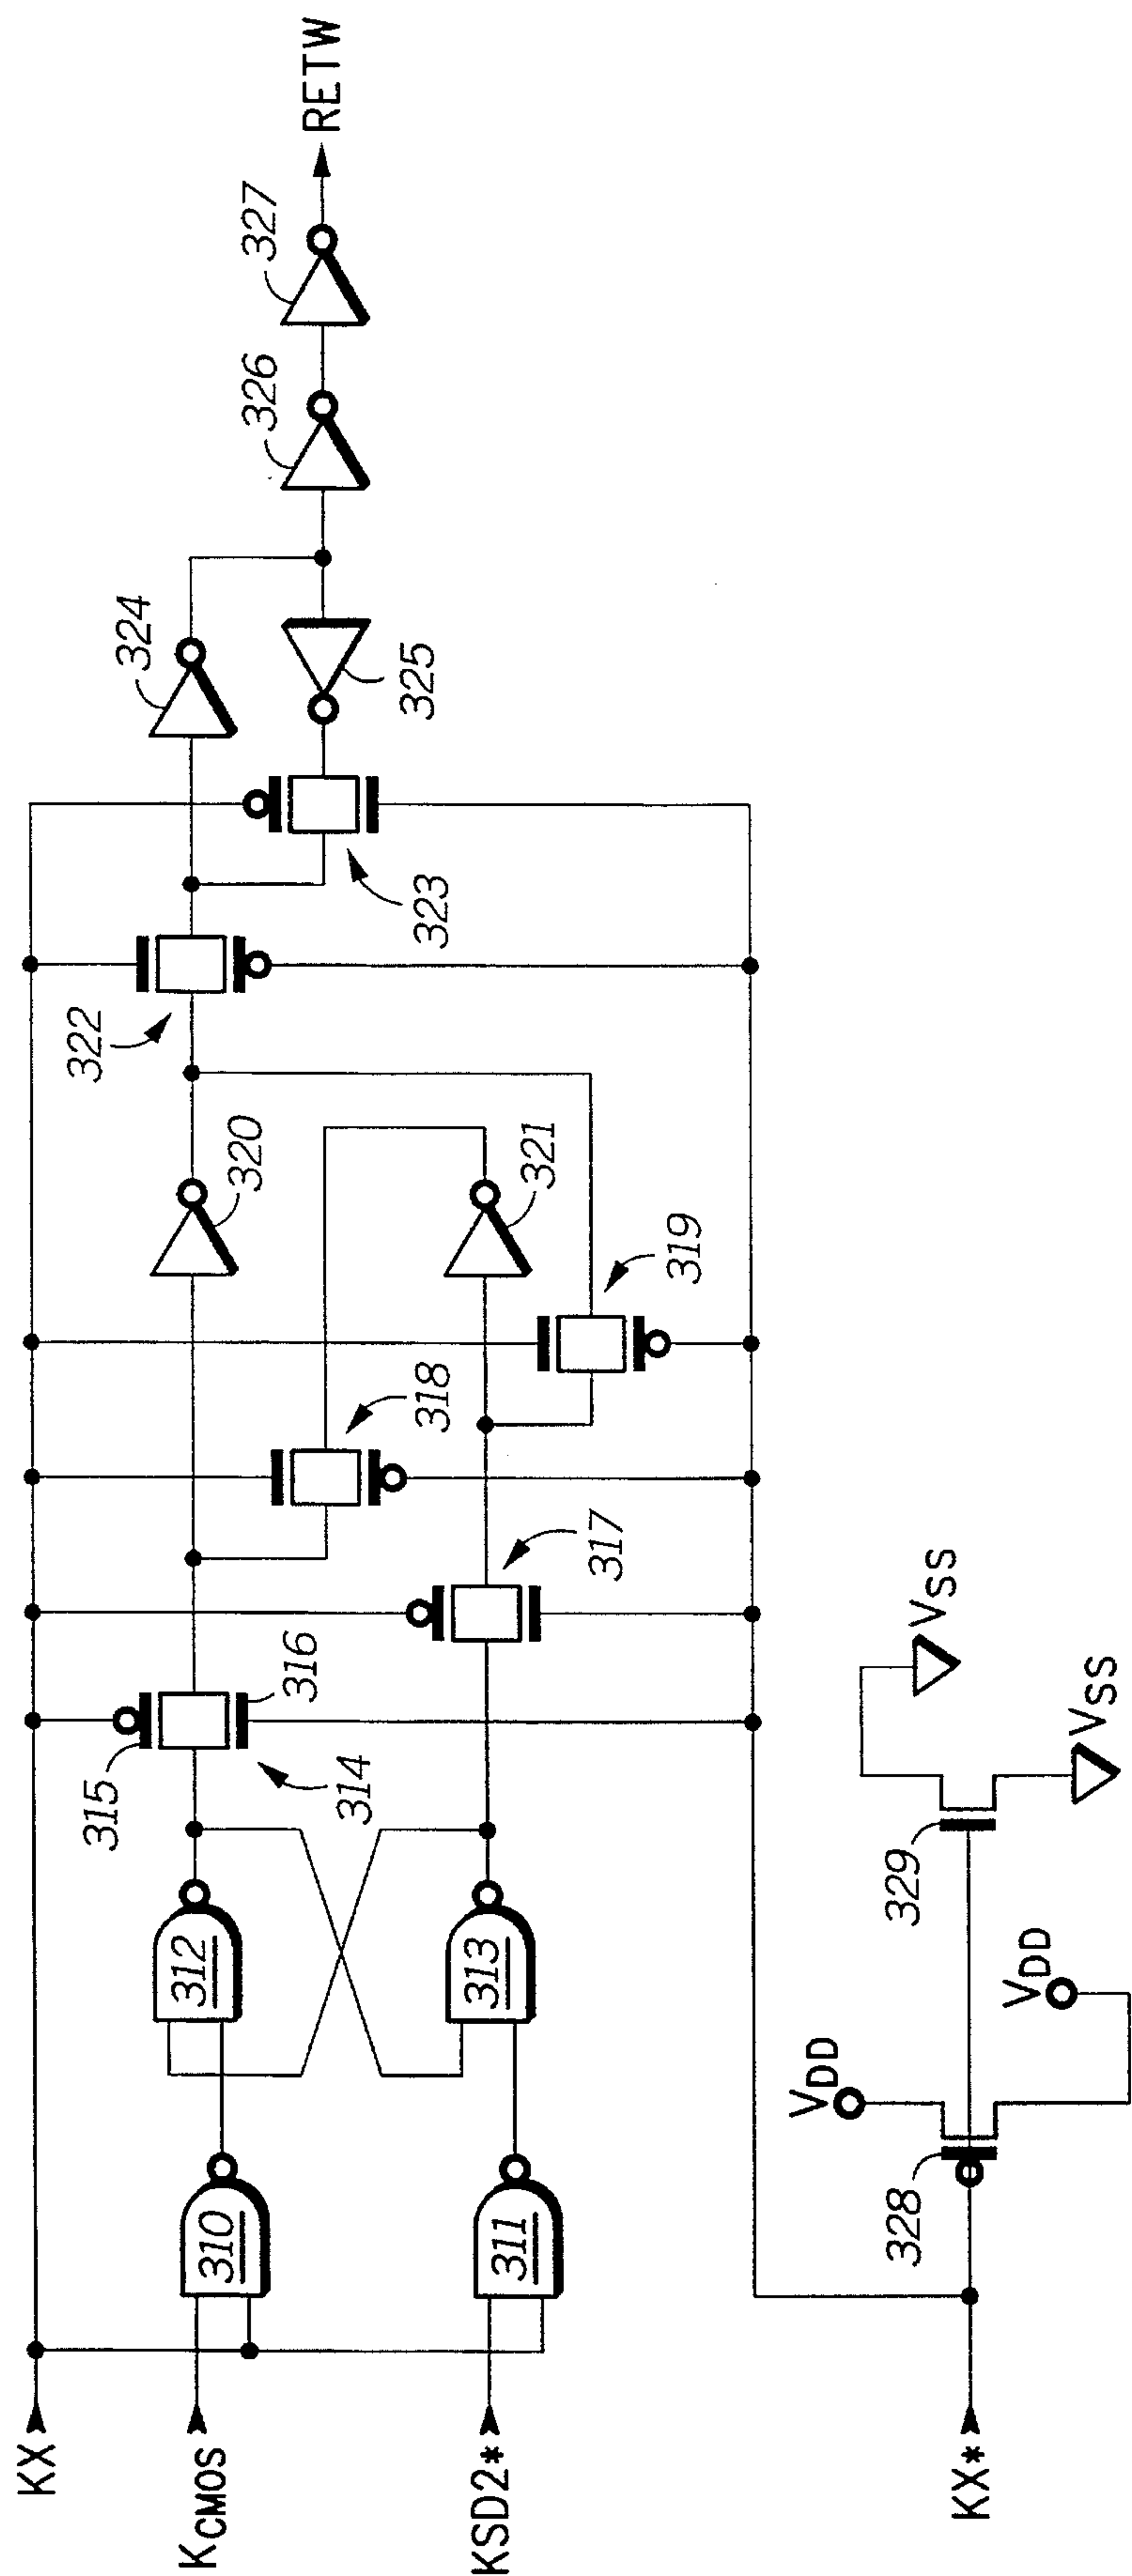 KX
KCMOS
KSD2*
KX*
310
311
312
313
314
315
316
317
318
319
320
321
322
323
324
325
326
327
RETW
328
329
VDD
VDD
VSS
VSS